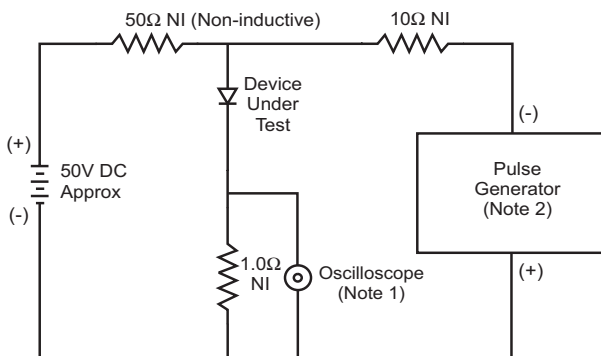 50Ω NI (Non-inductive)
10Ω NI
Device
Under
Test
(-)
(+)
50V DC
Approx
(-)
Pulse
Generator
(Note 2)
1.0Ω
NI
Oscilloscope
(Note 1)
(+)